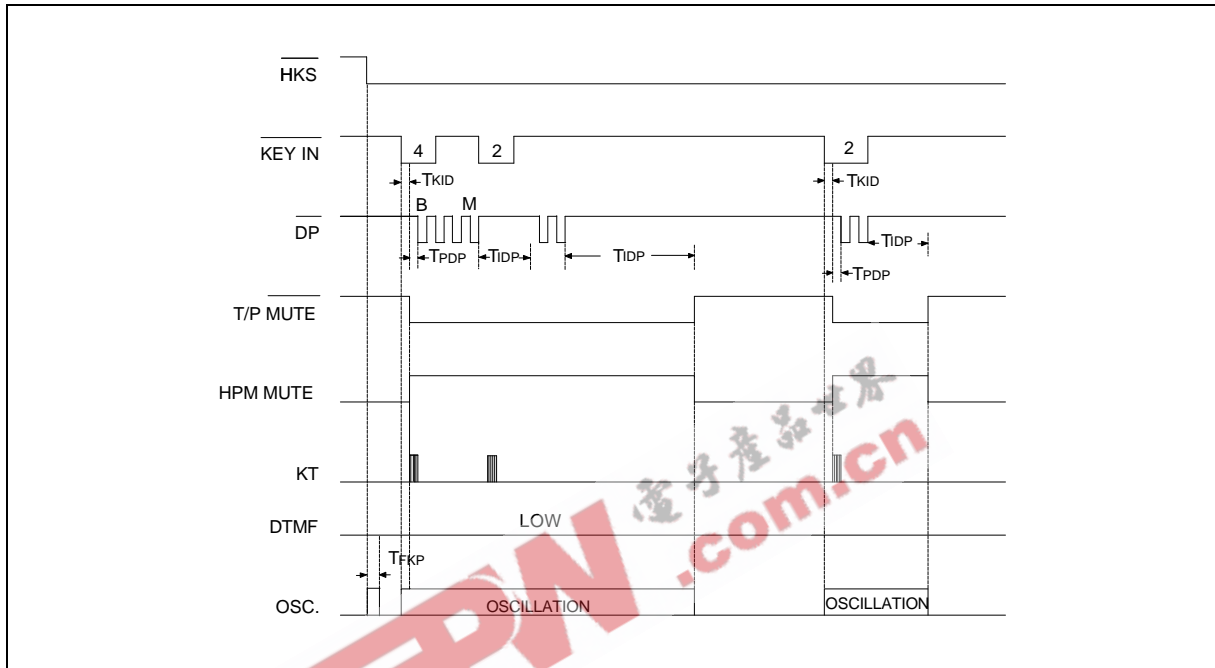 HKS
KEY IN
4
2
2
TKID
TKID
B
M
DP
TPDP
TIDP
TIDP
TIDP
TPDP
T/P MUTE
HPM MUTE
KT
LOW
DTMF
TFKP
OSC.
OSCILLATION
OSCILLATION
電子產品世界
.com.cn